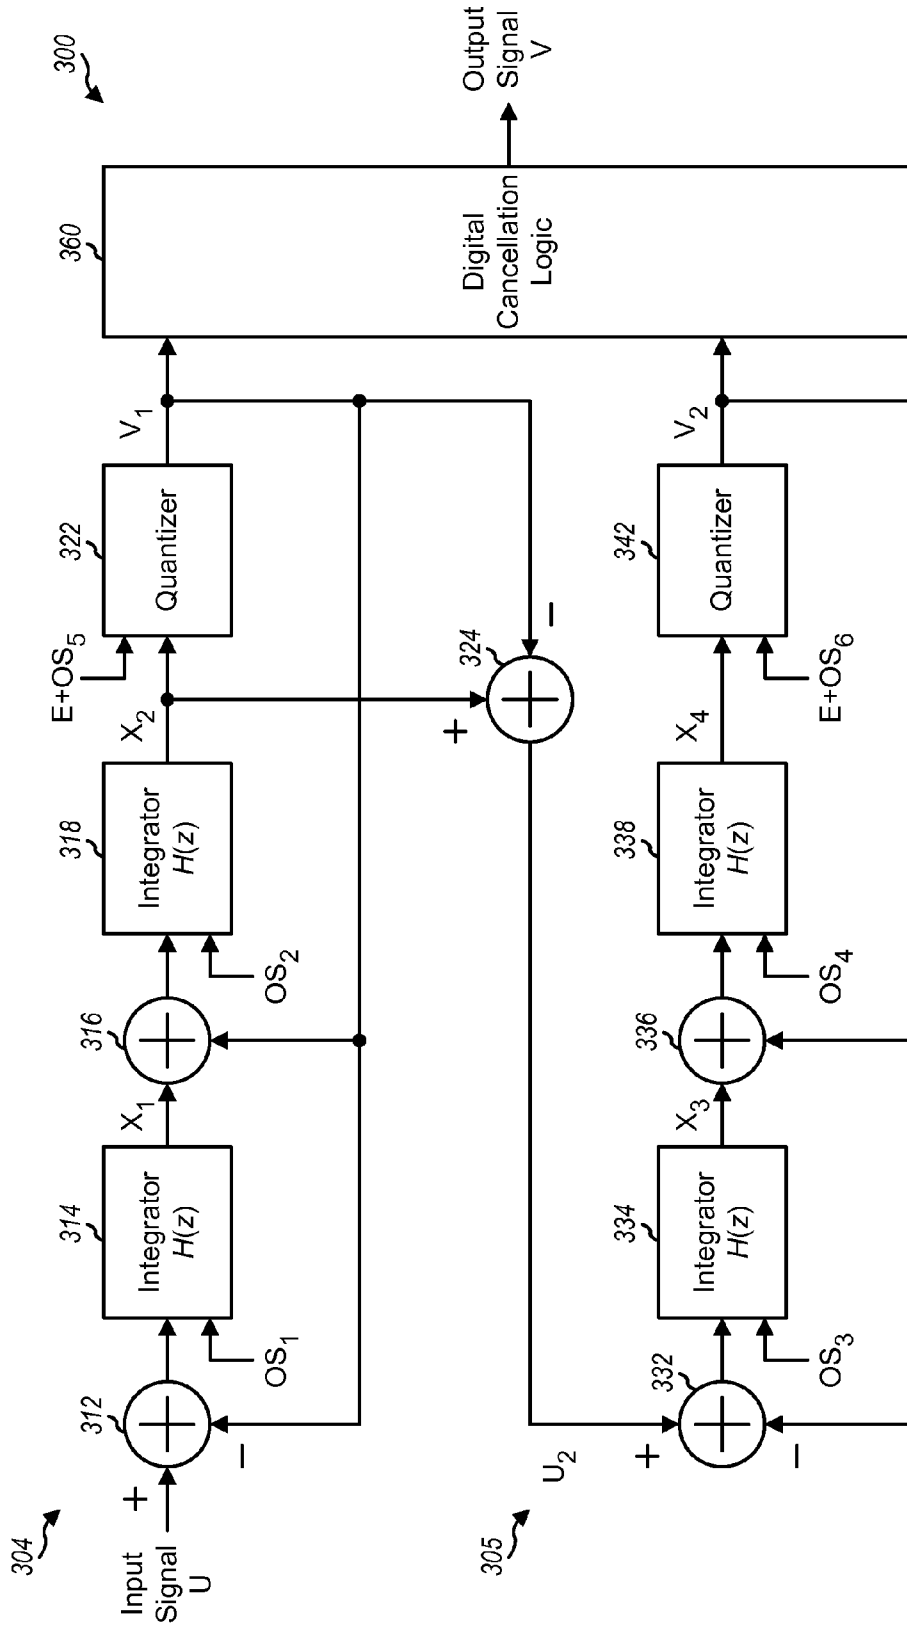 300
304
Input
Signal
U
+
−
312
OS₁
314
Integrator
H(z)
X₁
316
OS₂
318
Integrator
H(z)
X₂
E+OS₅
322
Quantizer
V₁
360
Digital
Cancellation
Logic
Output
Signal
V
+
−
324
305
U₂
+
−
332
OS₃
334
Integrator
H(z)
X₃
336
OS₄
338
Integrator
H(z)
X₄
E+OS₆
342
Quantizer
V₂